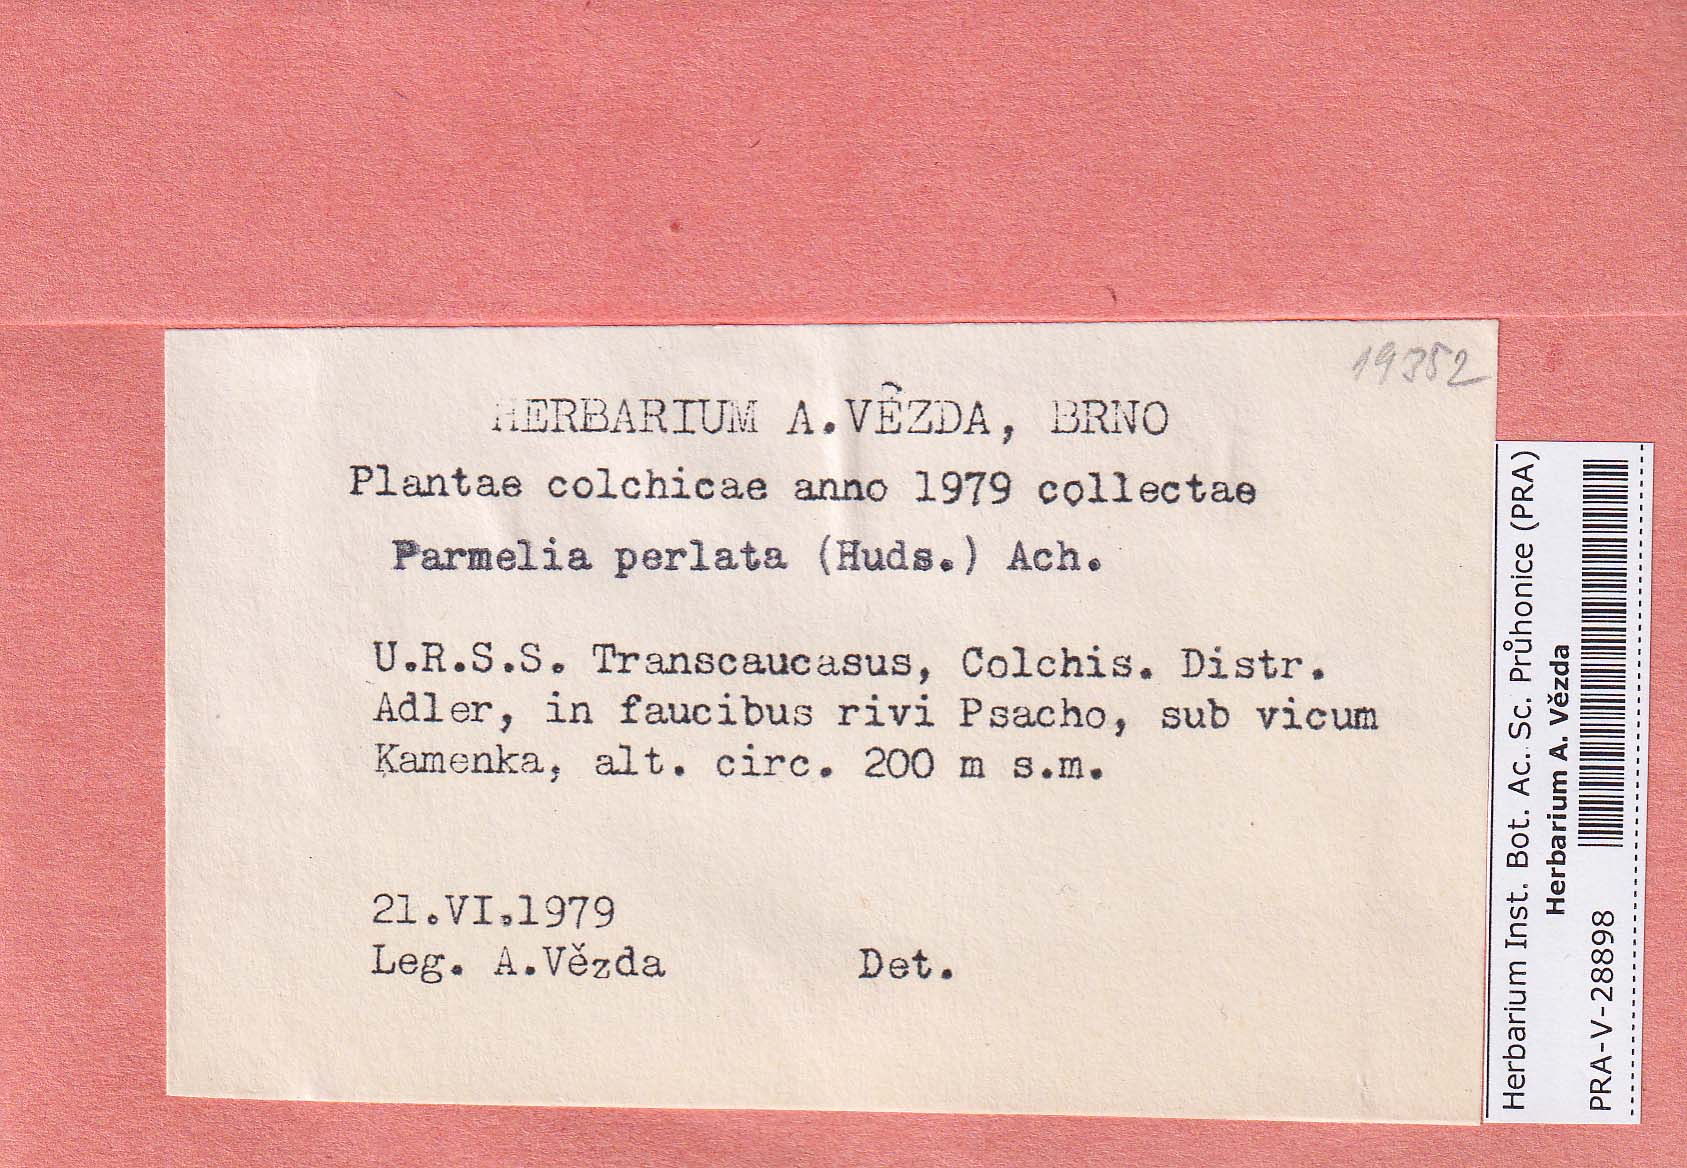 19352
HERBARIUM A.VÊZDA, BRNO
Plantae colchicae anno 1979 collectae
Parmelia perlata (Huds.) Ach.
U.R.S.S. Transcaucasus, Colchis. Distr.
Adler, in faucibus rivi Psacho, sub vicum
Kamenka, alt. circ. 200 m s.m.
21.VI.1979
Leg. A.Vězda Det.
Herbarium Inst. Bot. Ac. Sc. Průhonice (PRA)
Herbarium A. Vězda
PRA-V-28898